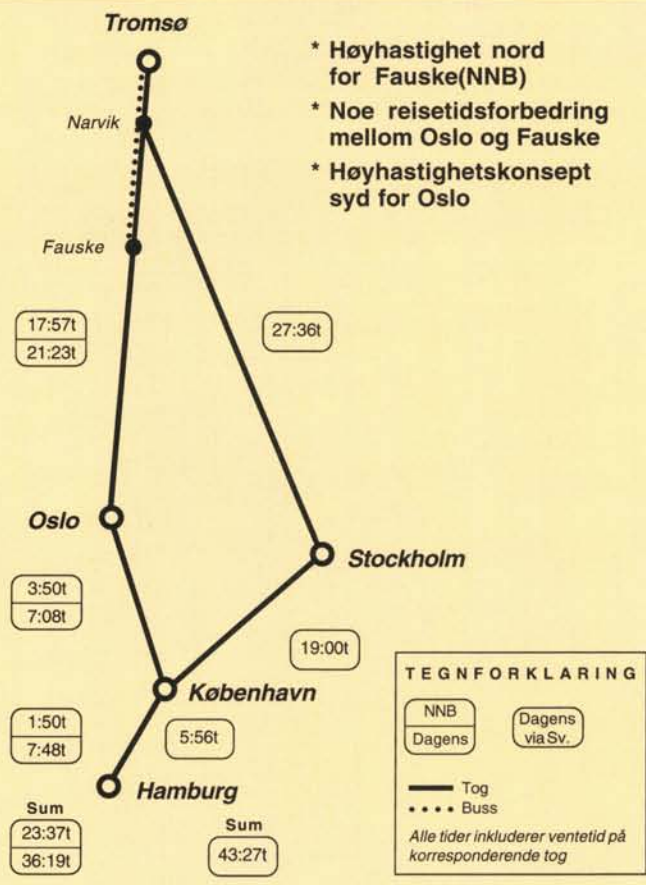 Tromsø
* Høyhastighet nord
for Fauske(NNB)
* Noe reisetidsforbedring
mellom Oslo og Fauske
* Høyhastighetskonsept
syd for Oslo
Narvik
Fauske
17:57t
21:23t
27:36t
Oslo
Stockholm
3:50t
7:08t
19:00t
København
1:50t
7:48t
5:56t
Hamburg
Sum
23:37t
36:19t
Sum
43:27t
TEGNFORKLARING
NNB
Dagens
Dagens
via Sv.
Tog
Buss
Alle tider inkluderer ventetid på
korresponderende tog